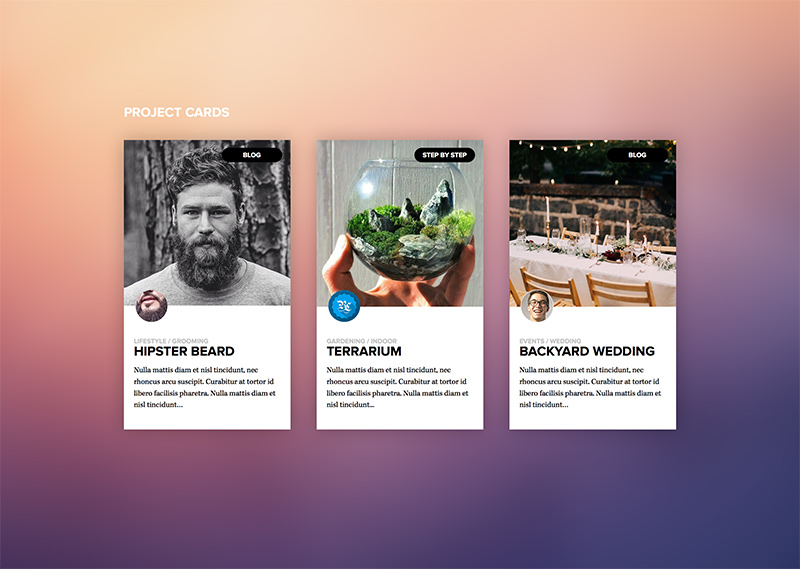 PROJECT CARDS
BLOG
LIFESTYLE / GROOMING
HIPSTER BEARD
Nulla mattis diam et nisl tincidunt, nec
rhoncus arcu suscipit. Curabitur at tortor id
libero facilisis pharetra. Nulla mattis diam et
nisl tincidunt...
STEP BY STEP
GARDENING / INDOOR
TERRARIUM
Nulla mattis diam et nisl tincidunt, nec
rhoncus arcu suscipit. Curabitur at tortor id
libero facilisis pharetra. Nulla mattis diam et
nisl tincidunt...
BLOG
EVENTS / WEDDING
BACKYARD WEDDING
Nulla mattis diam et nisl tincidunt, nec
rhoncus arcu suscipit. Curabitur at tortor id
libero facilisis pharetra. Nulla mattis diam et
nisl tincidunt...